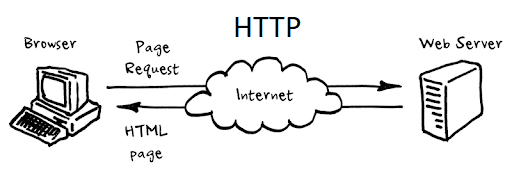 HTTP
Browser
Page
Request
Internet
Web Server
HTML
page